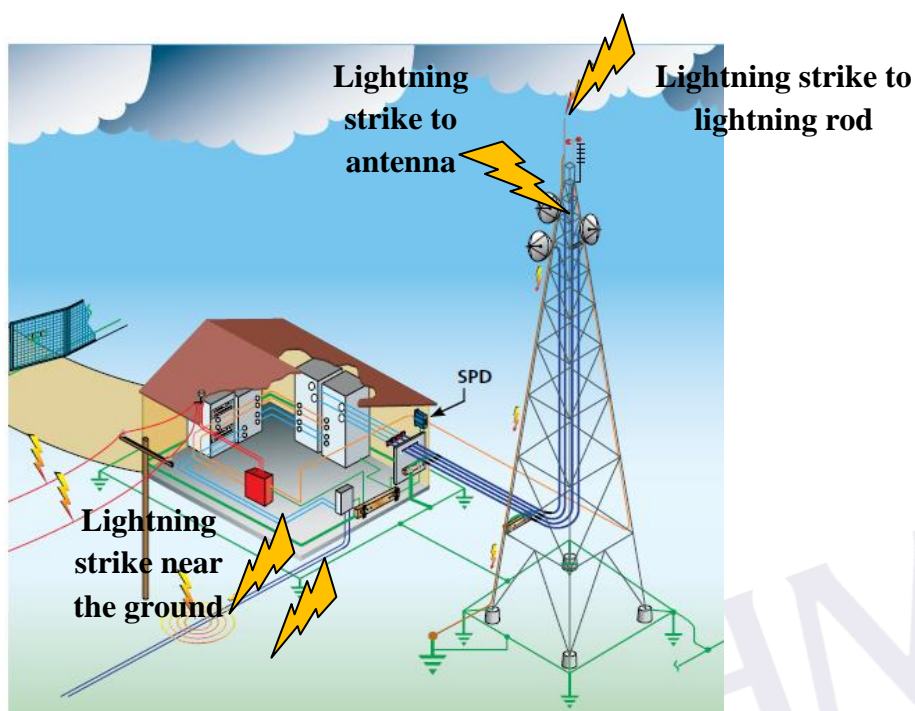 Lightning
strike to
antenna
Lightning strike to
lightning rod
SPD
Lightning
strike near
the ground